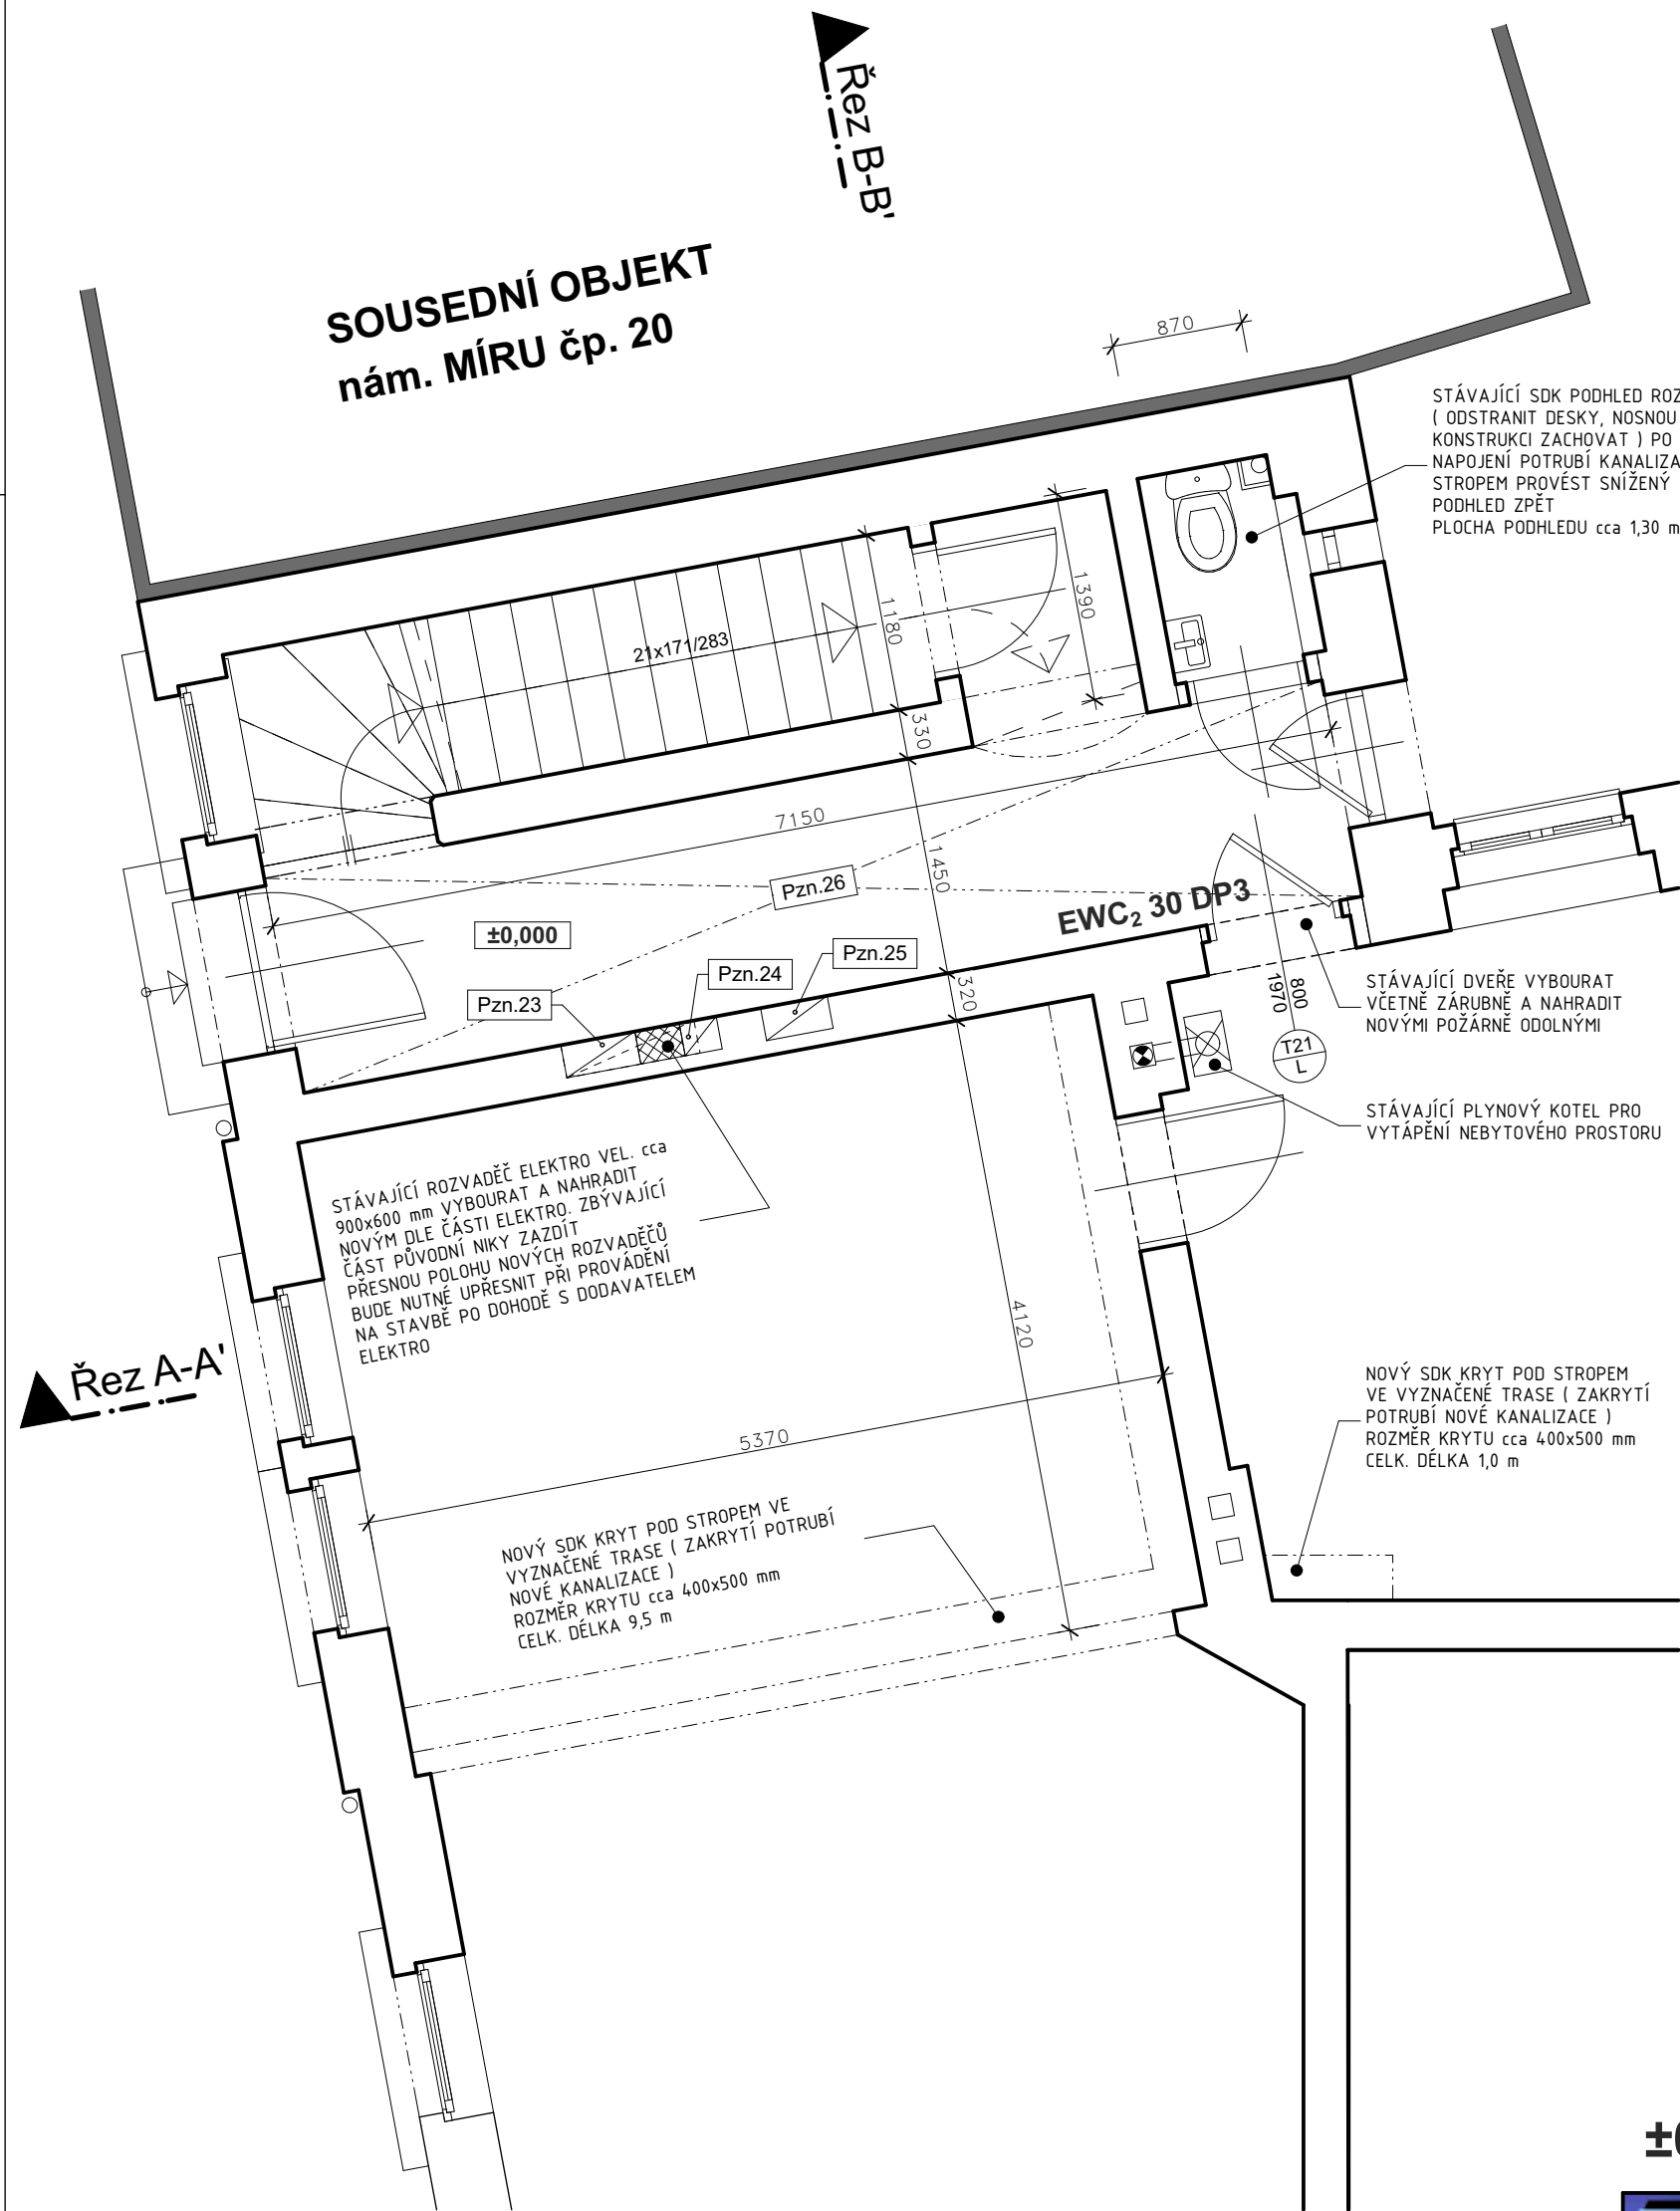 Řez B-B'
SOUSEDNÍ OBJEKT
nám. MÍRU čp. 20
870
STÁVAJÍCÍ SDK PODHLED ROZ
( ODSTRANIT DESKY, NOSNOU
KONSTRUKCI ZACHOVAT ) PO
NAPOJENÍ POTRUBÍ KANALIZA
STROPEM PROVÉST SNÍŽENÝ
PODHLED ZPĚT
PLOCHA PODHLEDU cca 1,30 m
1390
1180
21x171/283
330
7150
1450
Pzn.26
EWC₂ 30 DP3
±0,000
Pzn.25
Pzn.24
Pzn.23
320
800
1970
STÁVAJÍCÍ DVEŘE VYBOURAT
VČETNĚ ZÁRUBNĚ A NAHRADIT
NOVÝMI POŽÁRNĚ ODOLNÝMI
T21
L
STÁVAJÍCÍ PLYNOVÝ KOTEL PRO
VYTÁPĚNÍ NEBYTOVÉHO PROSTORU
STÁVAJÍCÍ ROZVADĚČ ELEKTRO VEL. cca
900x600 mm VYBOURAT A NAHRADIT
NOVÝM DLE ČÁSTI ELEKTRO. ZBÝVAJÍCÍ
ČÁST PŮVODNÍ NIKY ZAZDÍT
PŘESNOU POLOHU NOVÝCH ROZVADĚČŮ
BUDE NUTNÉ UPŘESNIT PŘI PROVÁDĚNÍ
NA STAVBĚ PO DOHODĚ S DODAVATELEM
ELEKTRO
4120
Řez A-A'
5370
NOVÝ SDK KRYT POD STROPEM
VE VYZNAČENÉ TRASE ( ZAKRYTÍ
POTRUBÍ NOVÉ KANALIZACE )
ROZMĚR KRYTU cca 400x500 mm
CELK. DÉLKA 1,0 m
NOVÝ SDK KRYT POD STROPEM VE
VYZNAČENÉ TRASE ( ZAKRYTÍ POTRUBÍ
NOVÉ KANALIZACE )
ROZMĚR KRYTU cca 400x500 mm
CELK. DÉLKA 9,5 m